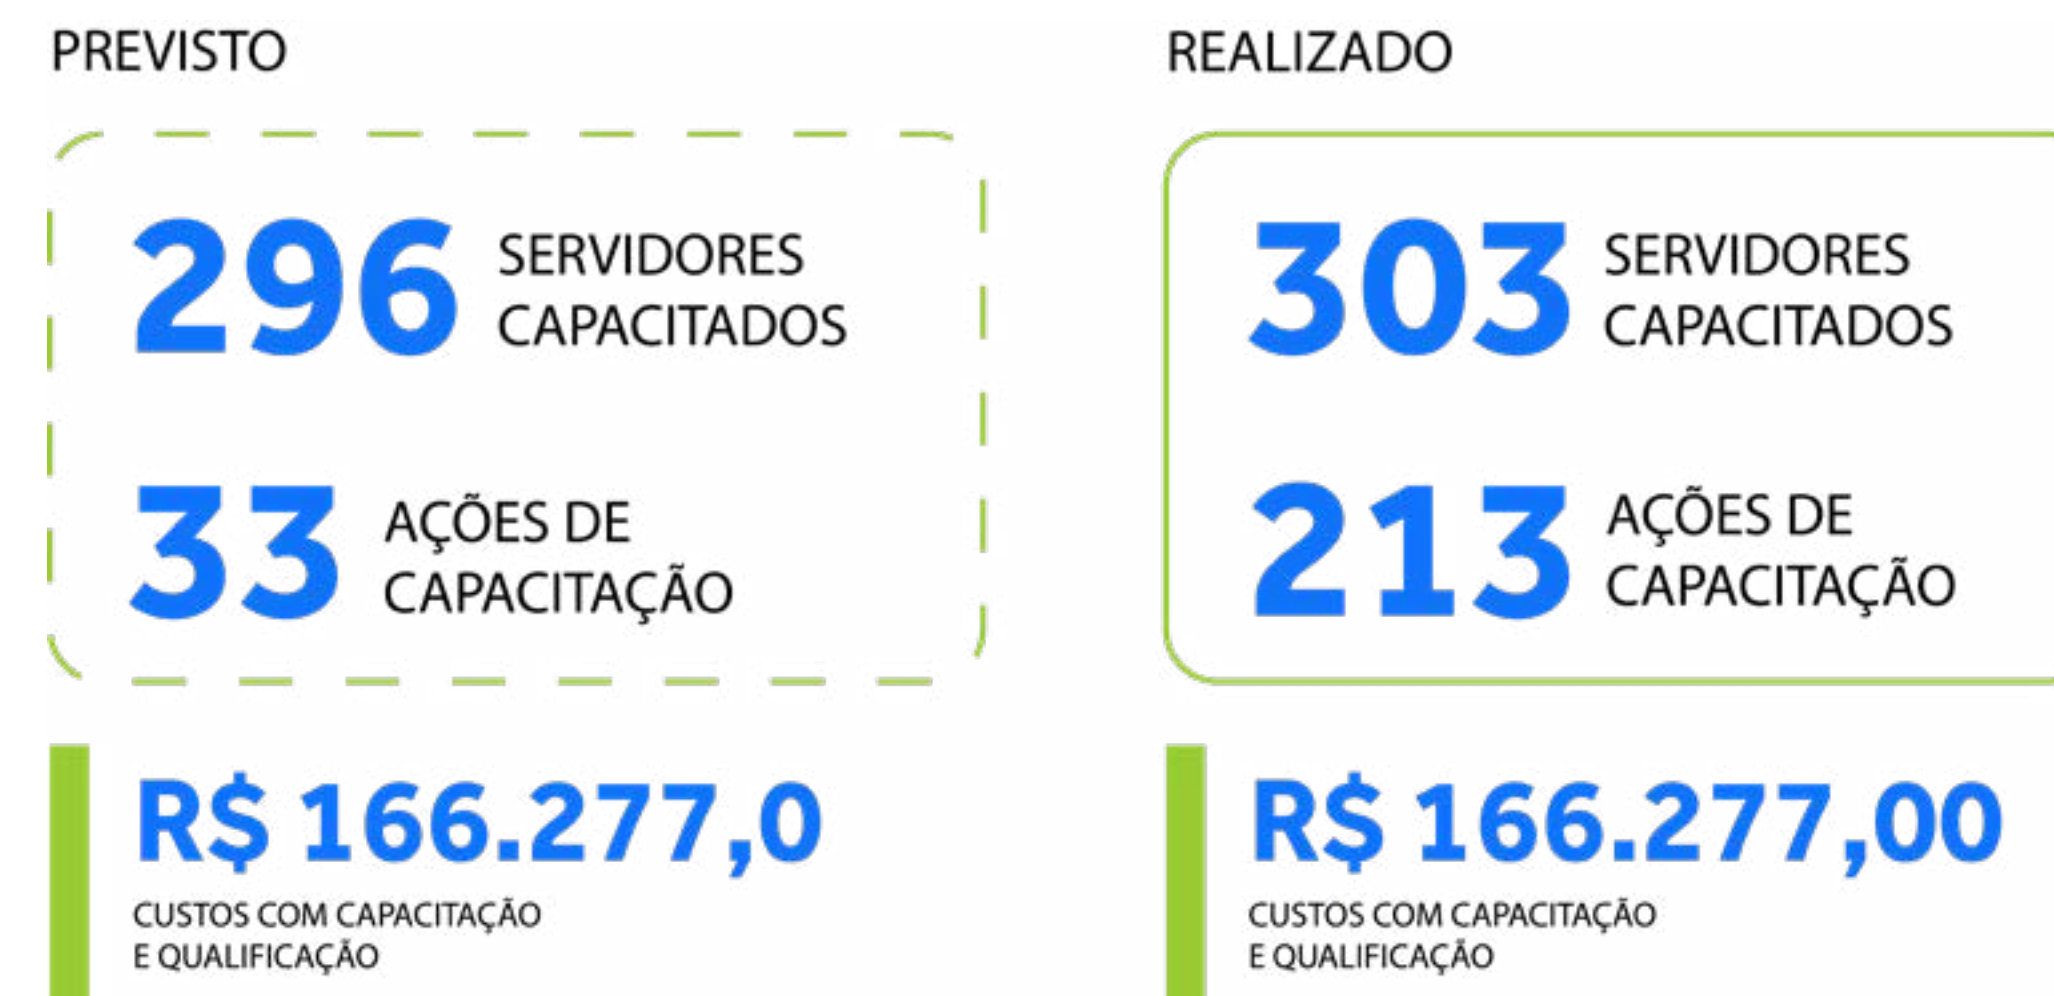 PREVISTO
296 SERVIDORES
CAPACITADOS
33 AÇÕES DE
CAPACITAÇÃO
R$ 166.277,0
CUSTOS COM CAPACITAÇÃO
E QUALIFICAÇÃO
REALIZADO
303 SERVIDORES
CAPACITADOS
213 AÇÕES DE
CAPACITAÇÃO
R$ 166.277,00
CUSTOS COM CAPACITAÇÃO
E QUALIFICAÇÃO